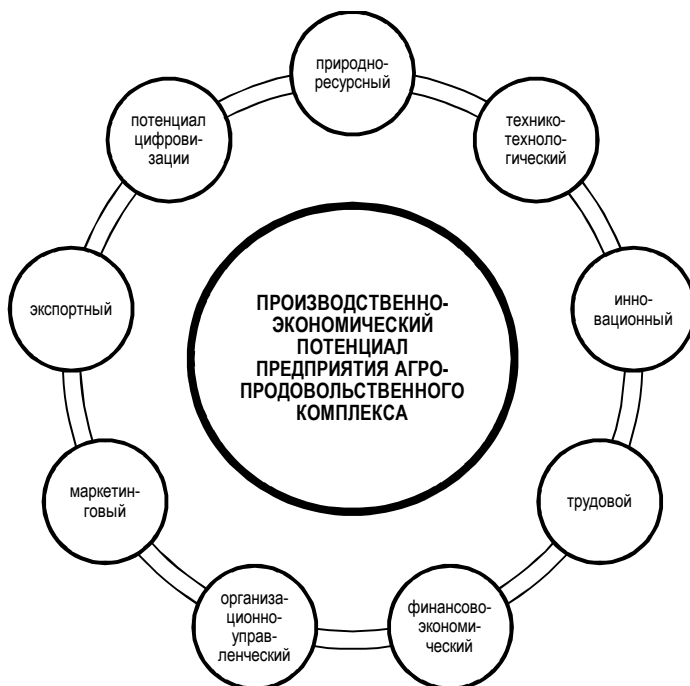 природно-
ресурсный
технико-
техноло-
гический
инно-
вационный
трудовой
финансово-
экономи-
ческий
организа-
ционно-
управ-
ленческий
маркетин-
говый
экспортный
потенциал
цифрови-
зации
ПРОИЗВОДСТВЕННО-
ЭКОНОМИЧЕСКИЙ
ПОТЕНЦИАЛ
ПРЕДПРИЯТИЯ АГРО-
ПРОДОВОЛЬСТВЕННОГО
КОМПЛЕКСА